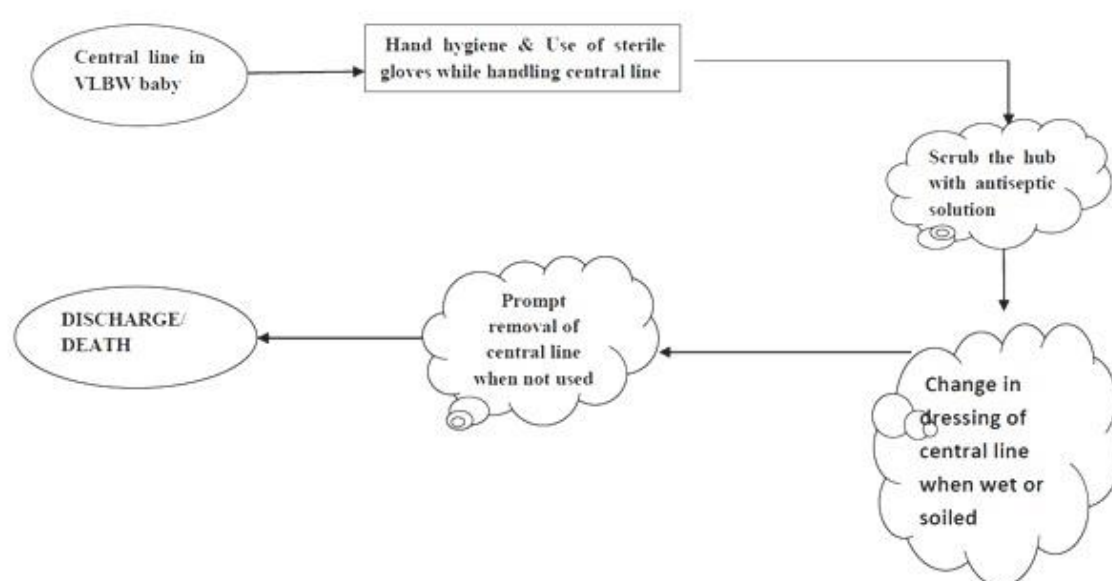 Central line in
VLBW baby
Hand hygiene & Use of sterile
gloves while handling central line
Scrub the hub
with antiseptic
solution
Change in
dressing of
central line
when wet or
soiled
Prompt
removal of
central line
when not used
DISCHARGE/
DEATH